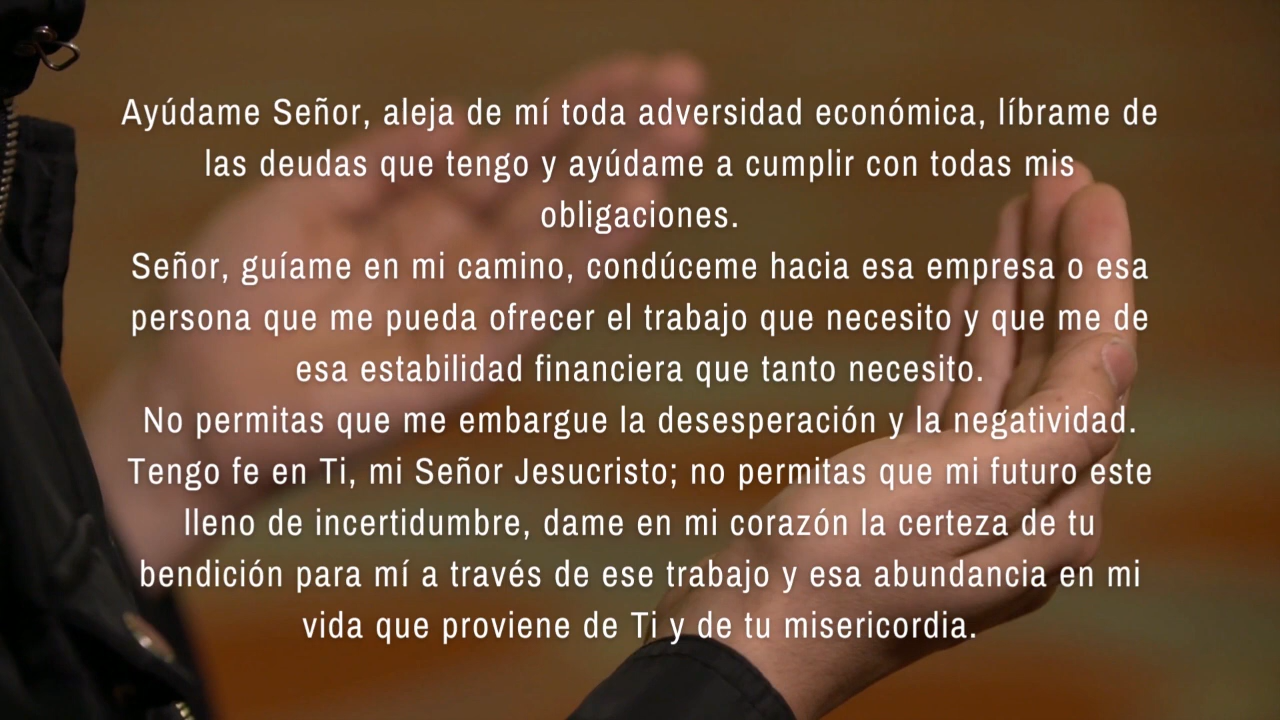 Ayúdame Señor, aleja de mí toda adversidad económica, líbrame de
las deudas que tengo y ayúdame a cumplir con todas mis
obligaciones.
Señor, guíame en mi camino, condúceme hacia esa empresa o esa
persona que me pueda ofrecer el trabajo que necesito y que me de
esa estabilidad financiera que tanto necesito.
No permitas que me embargue la desesperación y la negatividad.
Tengo fe en Ti, mi Señor Jesucristo; no permitas que mi futuro este
lleno de incertidumbre, dame en mi corazón la certeza de tu
bendición para mí a través de ese trabajo y esa abundancia en mi
vida que proviene de Ti y de tu misericordia.